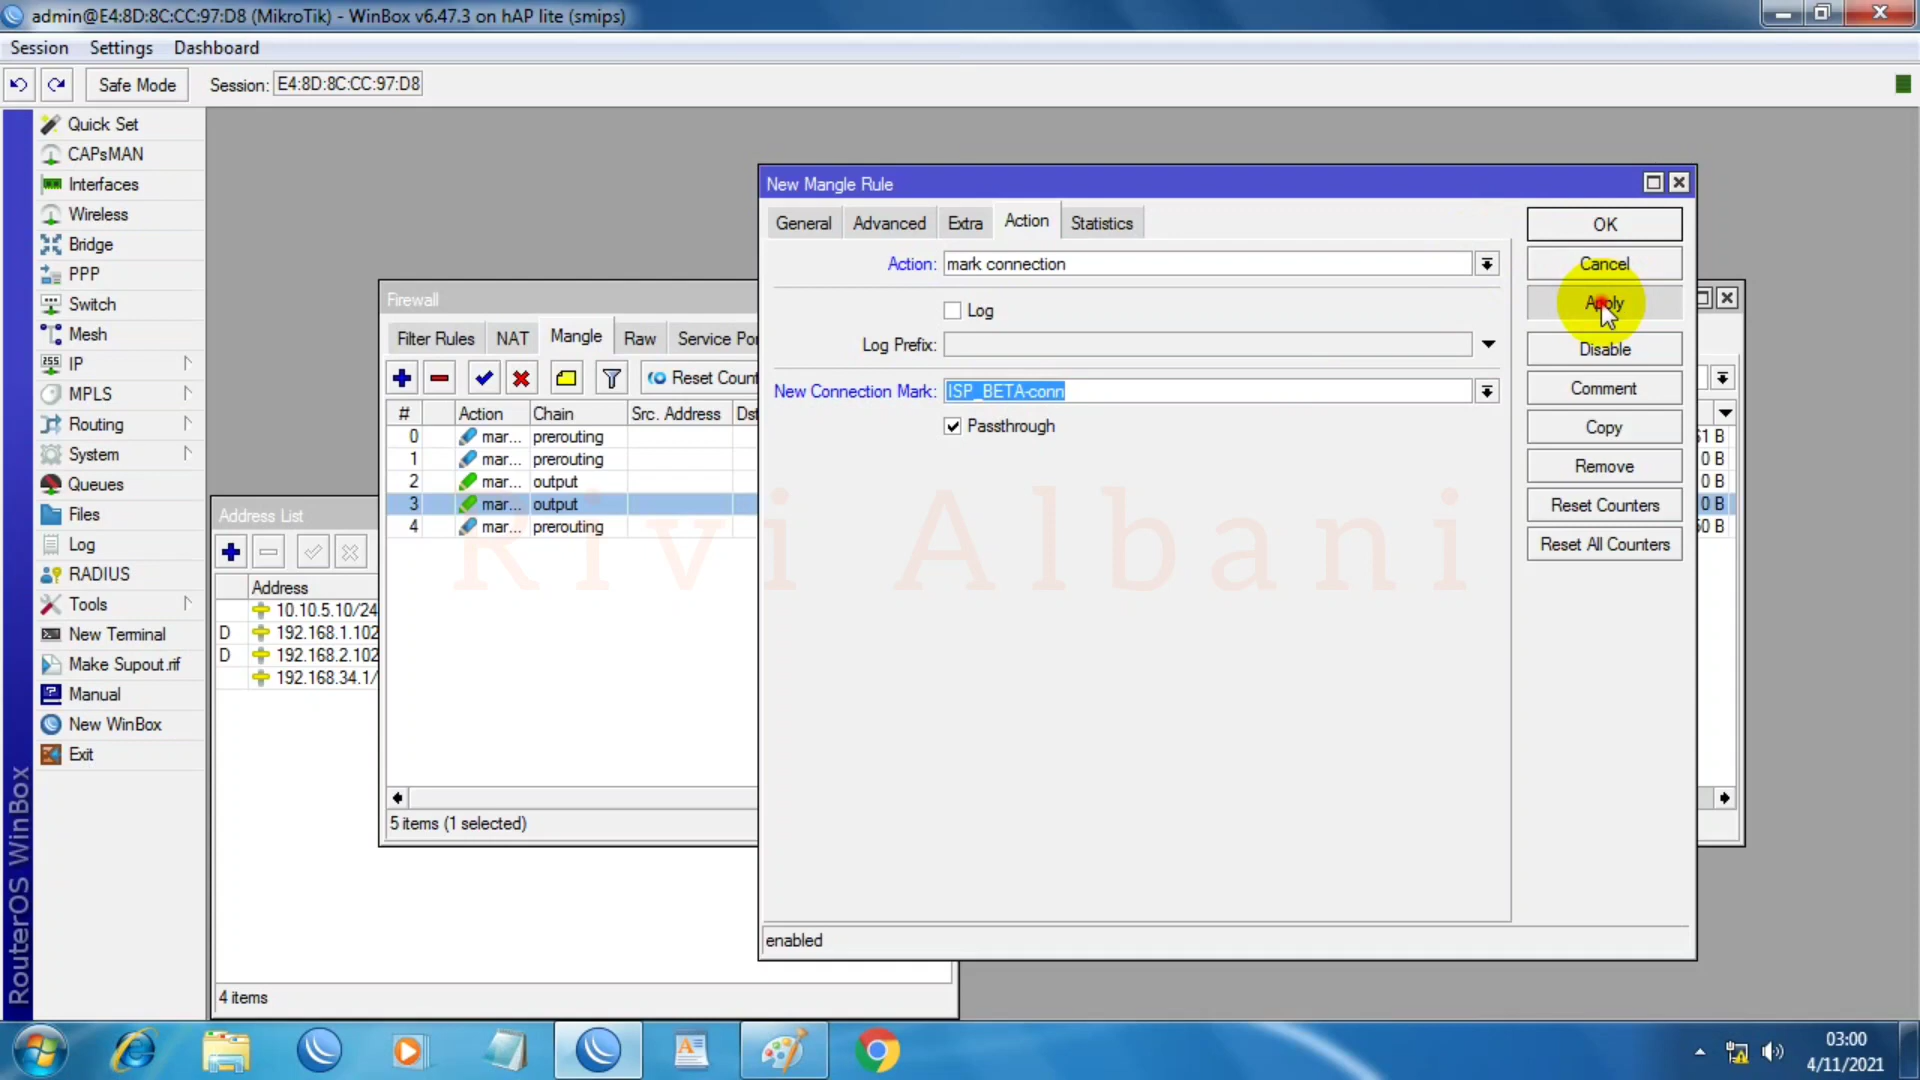 admin@E4:8D:8C:CC:97:D8 (MikroTik) - WinBox v6.47.3 on hAP lite (smips)
Session Settings Dashboard
Safe Mode Session: E4:8D:8C:CC:97:D8
Quick Set
CAPsMAN
Interfaces
Wireless
Bridge
PPP
Switch
Mesh
IP
MPLS
Routing
System
Queues
Files
Log
RADIUS
Tools
New Terminal
Make Supout.rif
Manual
New WinBox
Exit
RouterOS WinBox
Address List
Address
10.10.5.10/24
D 192.168.1.102
D 192.168.2.102
192.168.34.1/
4 items
Firewall
Filter Rules NAT Mangle Raw Service Por
Reset Count
# Action Chain Src. Address Dst
0 mar... prerouting
1 mar... prerouting
2 mar... output
3 mar... output
4 mar... prerouting
5 items (1 selected)
New Mangle Rule
General Advanced Extra Action Statistics
Action: mark connection
Log
Log Prefix:
New Connection Mark: ISP_BETA-conn
Passthrough
enabled
OK
Cancel
Apply
Disable
Comment
Copy
Remove
Reset Counters
Reset All Counters
0 B
0 B
0 B
Rivi Albani
03:00
4/11/2021